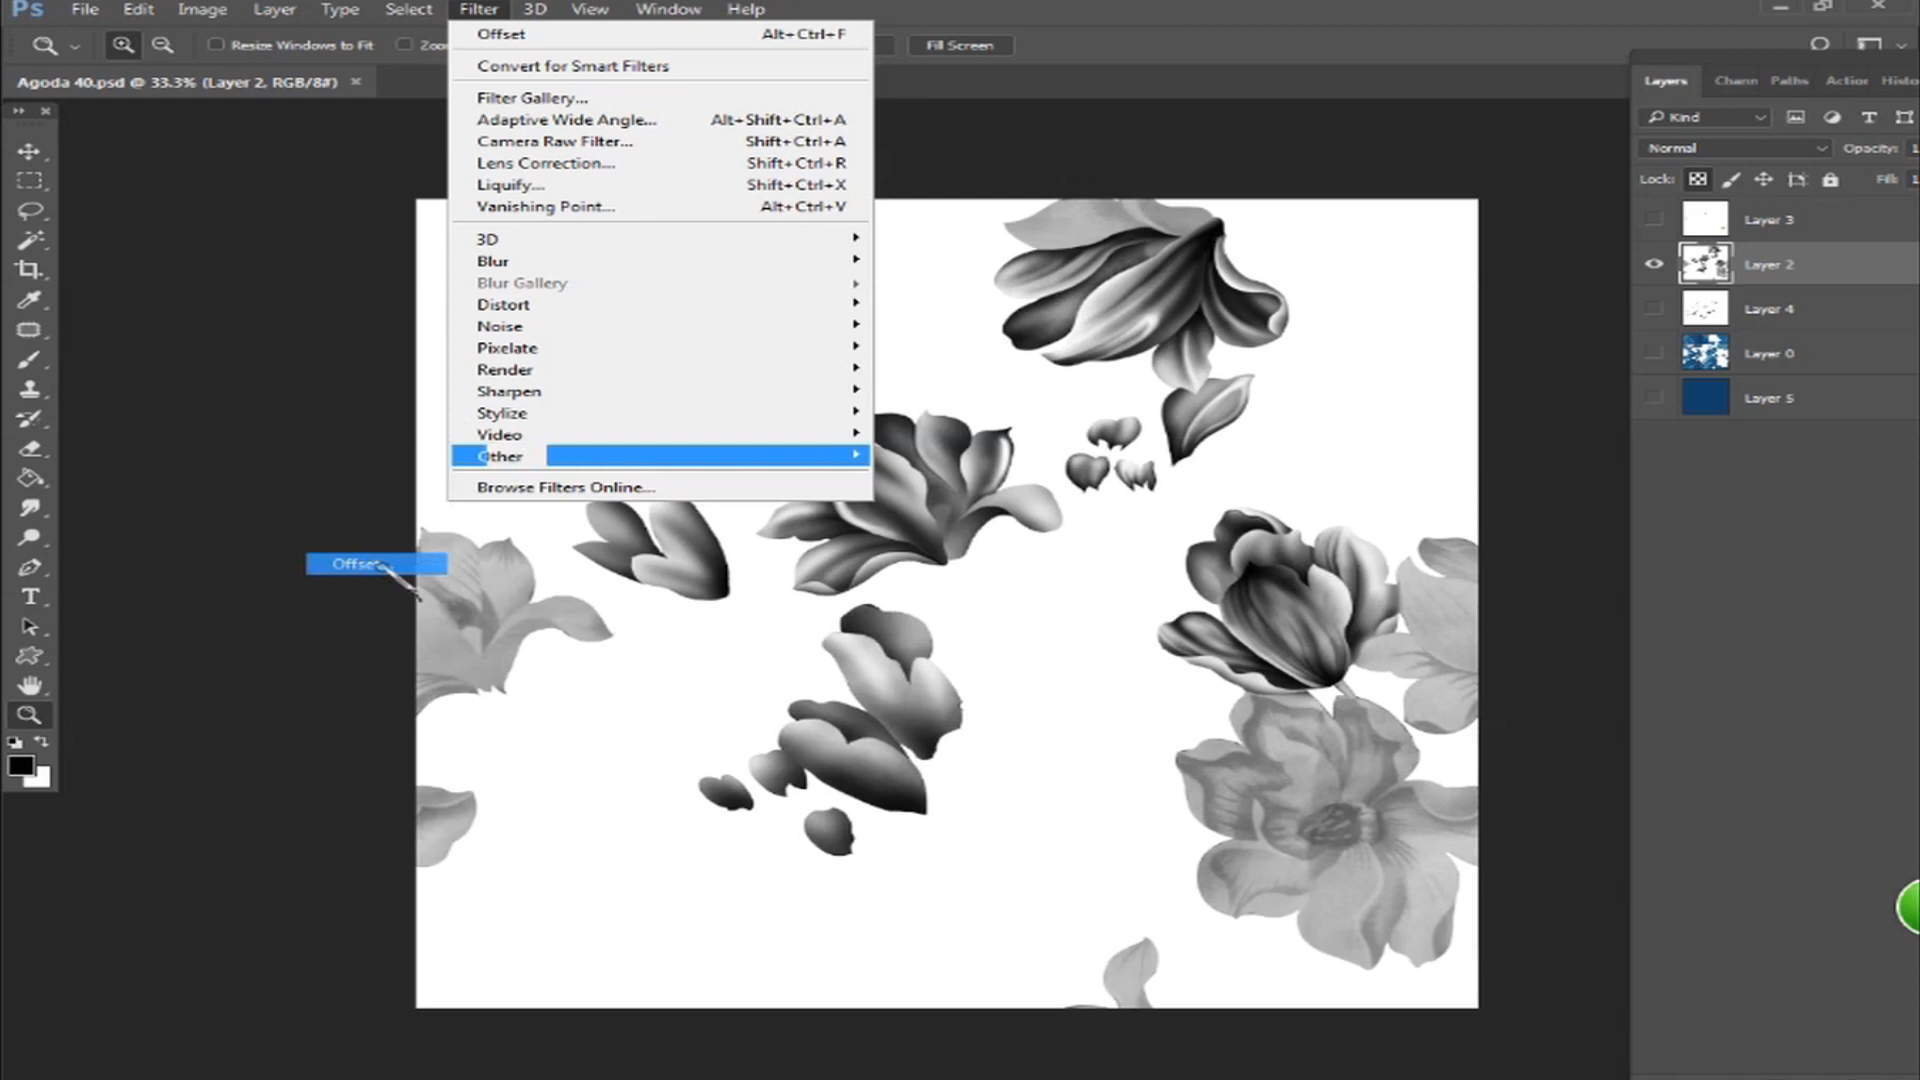 Ps File Edit Image Layer Type Select Filter 3D View Window Help
Resize Windows to Fit Fill Screen
Agoda 40.psd @ 33.3% (Layer 2, RGB/8#) ×
Offset Alt+Ctrl+F
Convert for Smart Filters
Filter Gallery...
Adaptive Wide Angle... Alt+Shift+Ctrl+A
Camera Raw Filter... Shift+Ctrl+A
Lens Correction... Shift+Ctrl+R
Liquify... Shift+Ctrl+X
Vanishing Point... Alt+Ctrl+V
3D
Blur
Blur Gallery
Distort
Noise
Pixelate
Render
Sharpen
Stylize
Video
Other
Browse Filters Online...
Offset...
Layers Chann Paths Action Histo
Kind
Normal Opacity:
Lock: Fill:
Layer 3
Layer 2
Layer 4
Layer 0
Layer 5